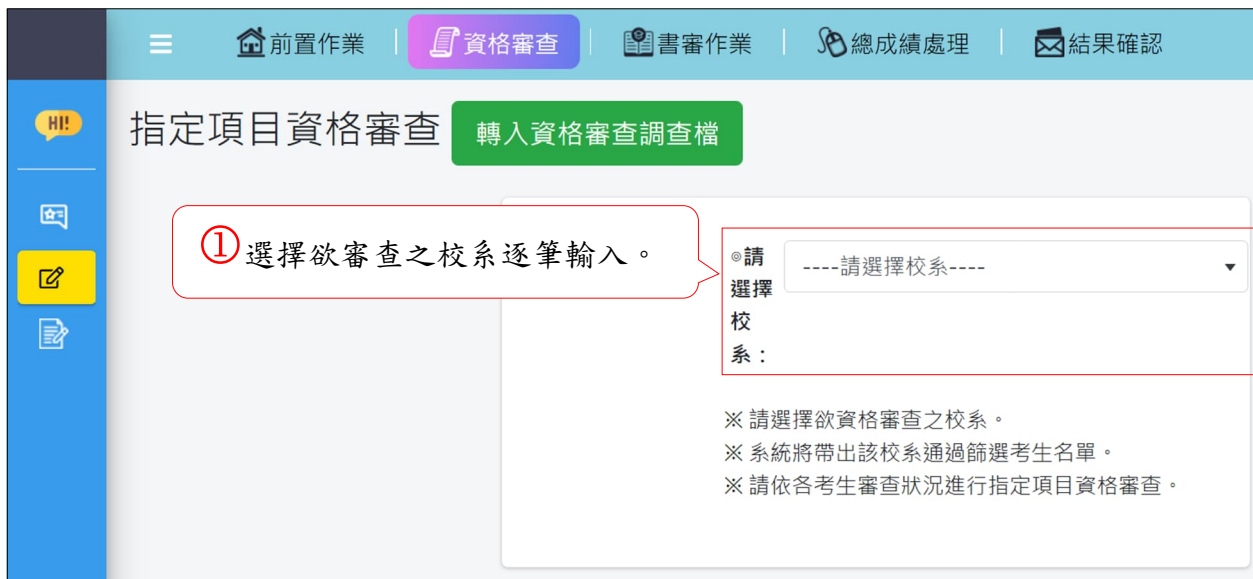 前置作業
資格審查
書審作業
總成績處理
結果確認
HI!
指定項目資格審查
轉入資格審查調查檔
①選擇欲審查之校系逐筆輸入。
◎請
選擇
校
系：
----請選擇校系----
※ 請選擇欲資格審查之校系。
※ 系統將帶出該校系通過篩選考生名單。
※ 請依各考生審查狀況進行指定項目資格審查。